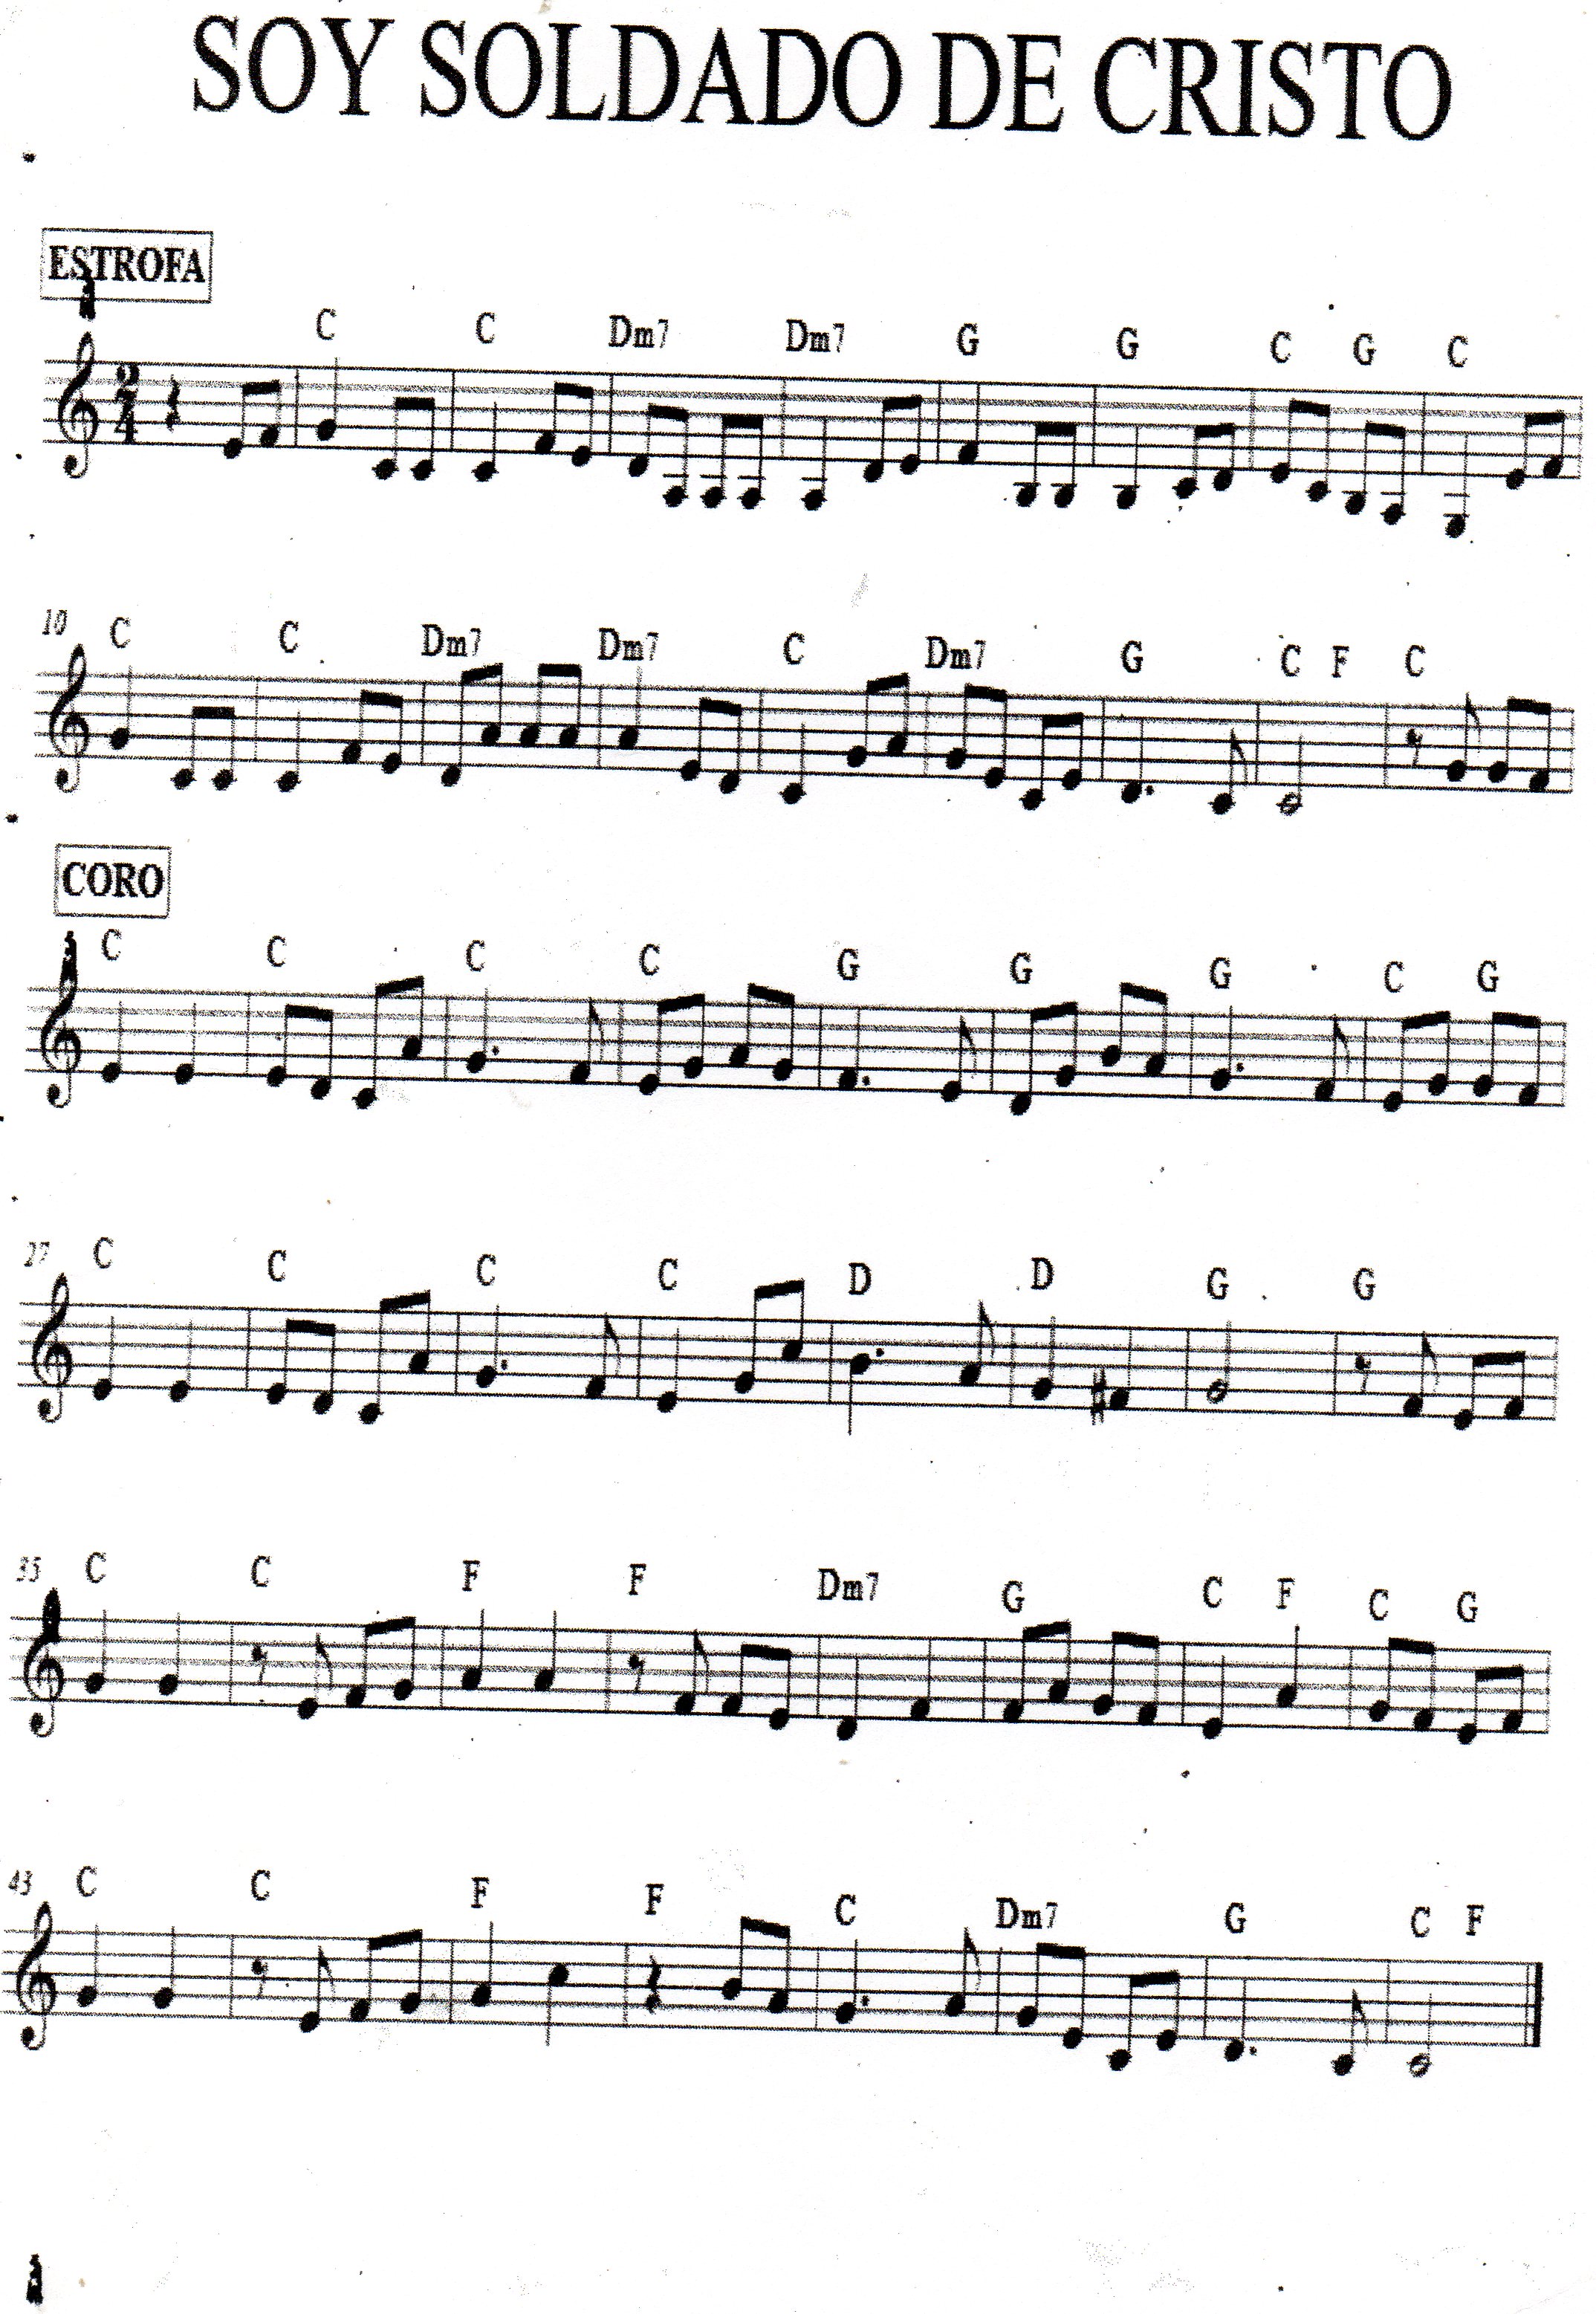 SOY SOLDADO DE CRISTO
ESTROFA
C C Dm7 Dm7 G G C G C
2
4
10 C C Dm7 Dm7 C Dm7 G C F C
CORO
C C C C G G G C G
27 C C C C D D G G
35 C C F F Dm7 G C F C G
43 C C F F C Dm7 G C F